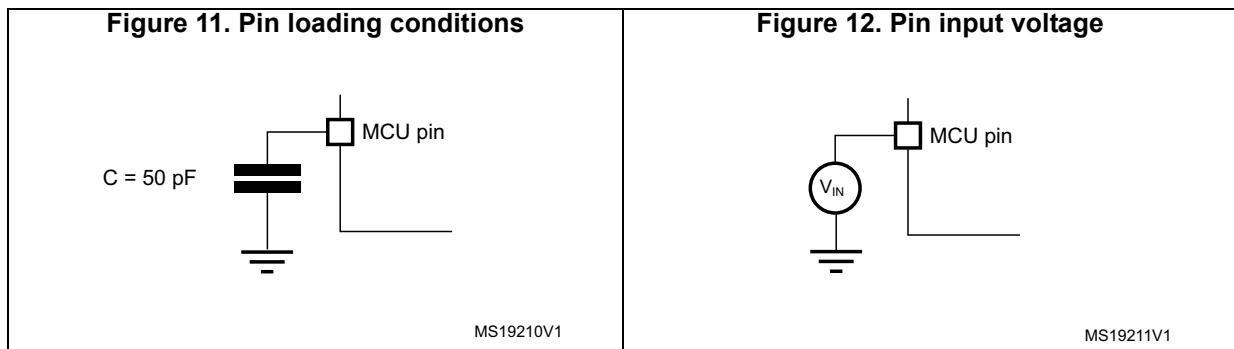 Figure 11. Pin loading conditions
MCU pin
C = 50 pF
MS19210V1
Figure 12. Pin input voltage
MCU pin
VIN
MS19211V1